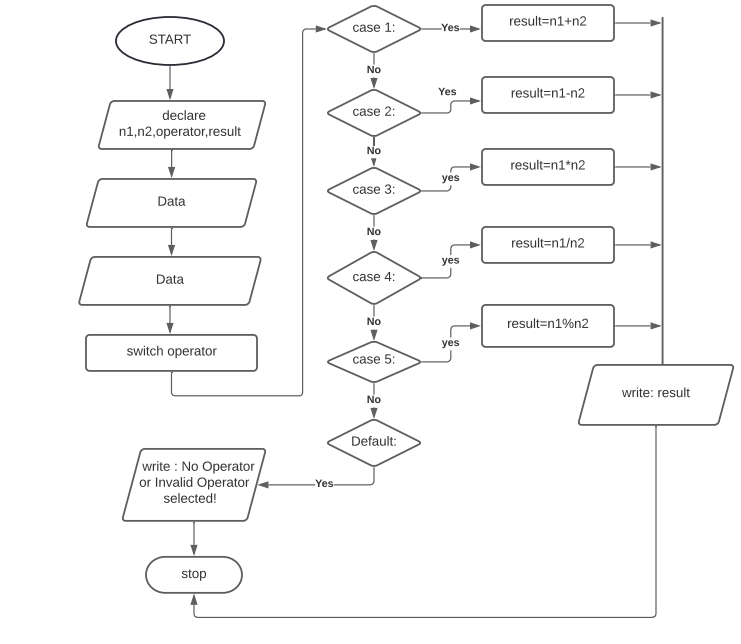 START
declare
n1,n2,operator,result
Data
Data
switch operator
case 1:
Yes
result=n1+n2
No
case 2:
Yes
result=n1-n2
No
case 3:
yes
result=n1*n2
No
case 4:
yes
result=n1/n2
No
case 5:
yes
result=n1%n2
No
Default:
Yes
write: result
write : No Operator
or Invalid Operator
selected!
stop